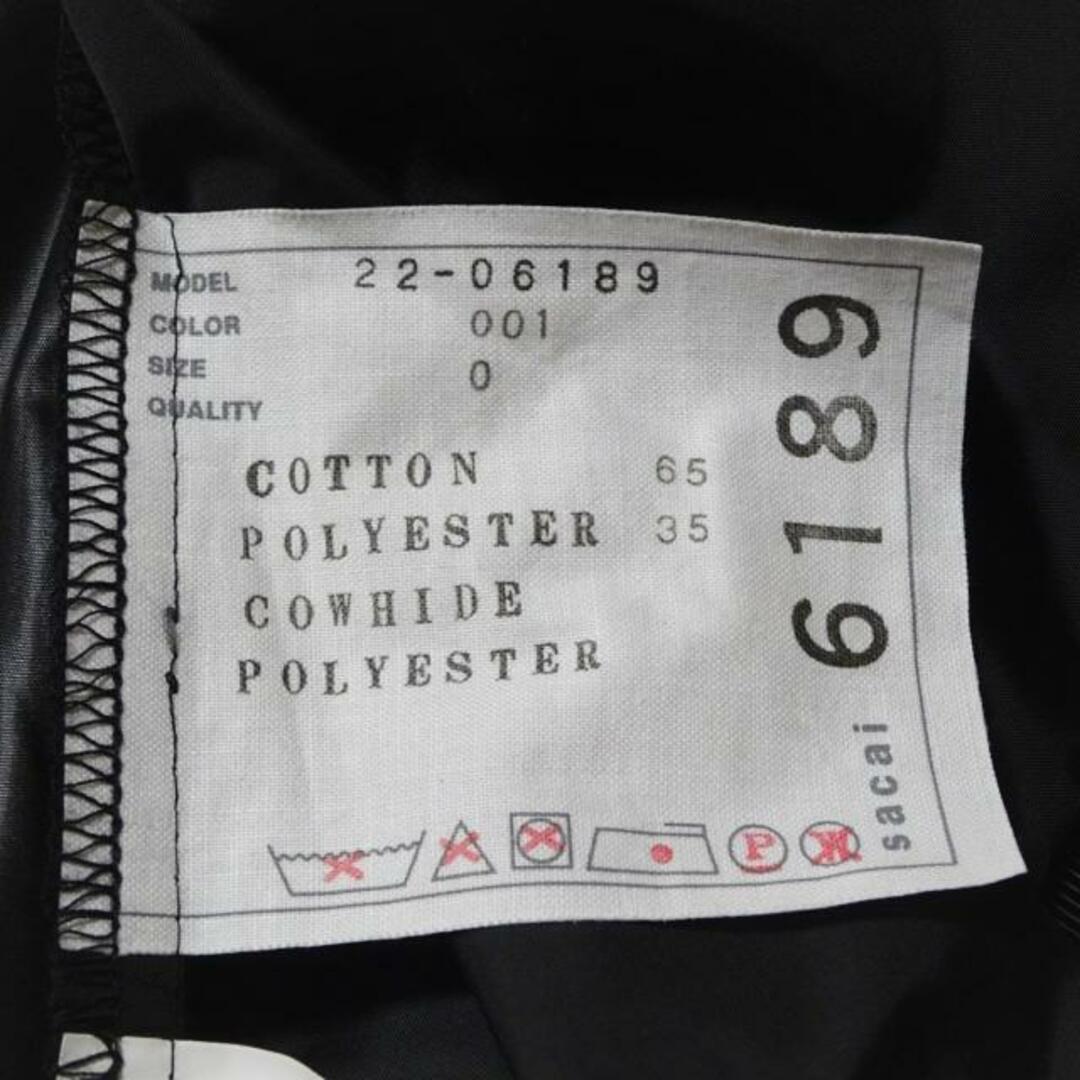 MODEL 22-06189
COLOR 001
SIZE 0
QUALITY
COTTON 65
POLYESTER 35
COWHIDE
POLYESTER
P
sacai 6189